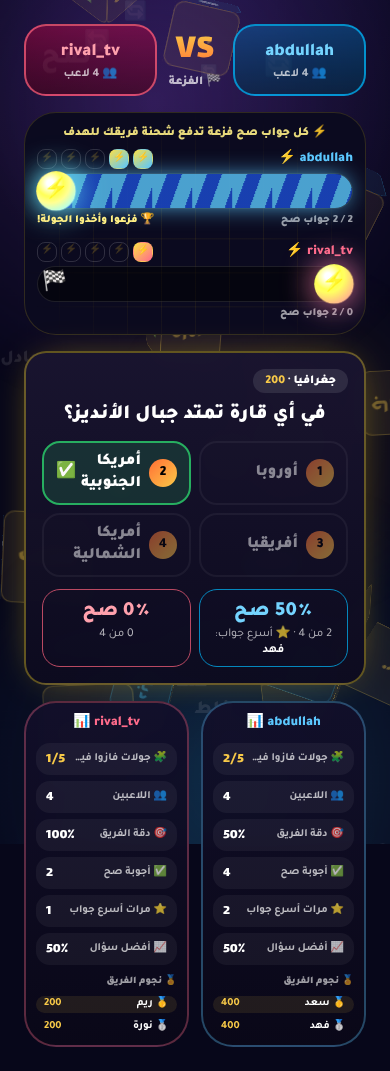 abdullah
👥 4 لاعب
VS
🏁 الفزعة
rival_tv
👥 4 لاعب
⚡ كل جواب صح فزعة تدفع شحنة فريقك للهدف
⚡ abdullah
2 / 2 جواب صح
🏆 فزعوا وأخذوا الجولة!
⚡ rival_tv
2 / 0 جواب صح
جغرافيا · 200
في أي قارة تمتد جبال الأنديز؟
1 أوروبا
2 أمريكا الجنوبية ✅
3 أفريقيا
4 أمريكا الشمالية
50٪ صح
2 من 4 · ⭐ أسرع جواب:
فهد
0٪ صح
0 من 4
📊 abdullah
🧩 جولات فازوا فيـ... 2/5
👥 اللاعبين 4
🎯 دقة الفريق 50%
✅ أجوبة صح 4
⭐ مرات أسرع جواب 2
📈 أفضل سؤال 50%
🏅 نجوم الفريق
🥇 سعد 400
🥈 فهد 400
📊 rival_tv
🧩 جولات فازوا فيـ... 1/5
👥 اللاعبين 4
🎯 دقة الفريق 100%
✅ أجوبة صح 2
⭐ مرات أسرع جواب 1
📈 أفضل سؤال 50%
🏅 نجوم الفريق
🥇 ريم 200
🥈 نورة 200